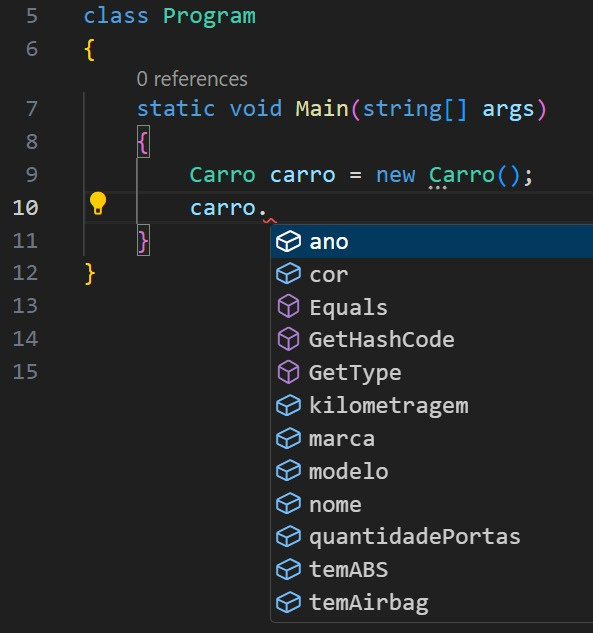 5 class Program
6 {
0 references
7 static void Main(string[] args)
8 {
9 Carro carro = new Carro();
10 carro.
11 }
12 }
13
14
15
ano
cor
Equals
GetHashCode
GetType
kilometragem
marca
modelo
nome
quantidadePortas
temABS
temAirbag